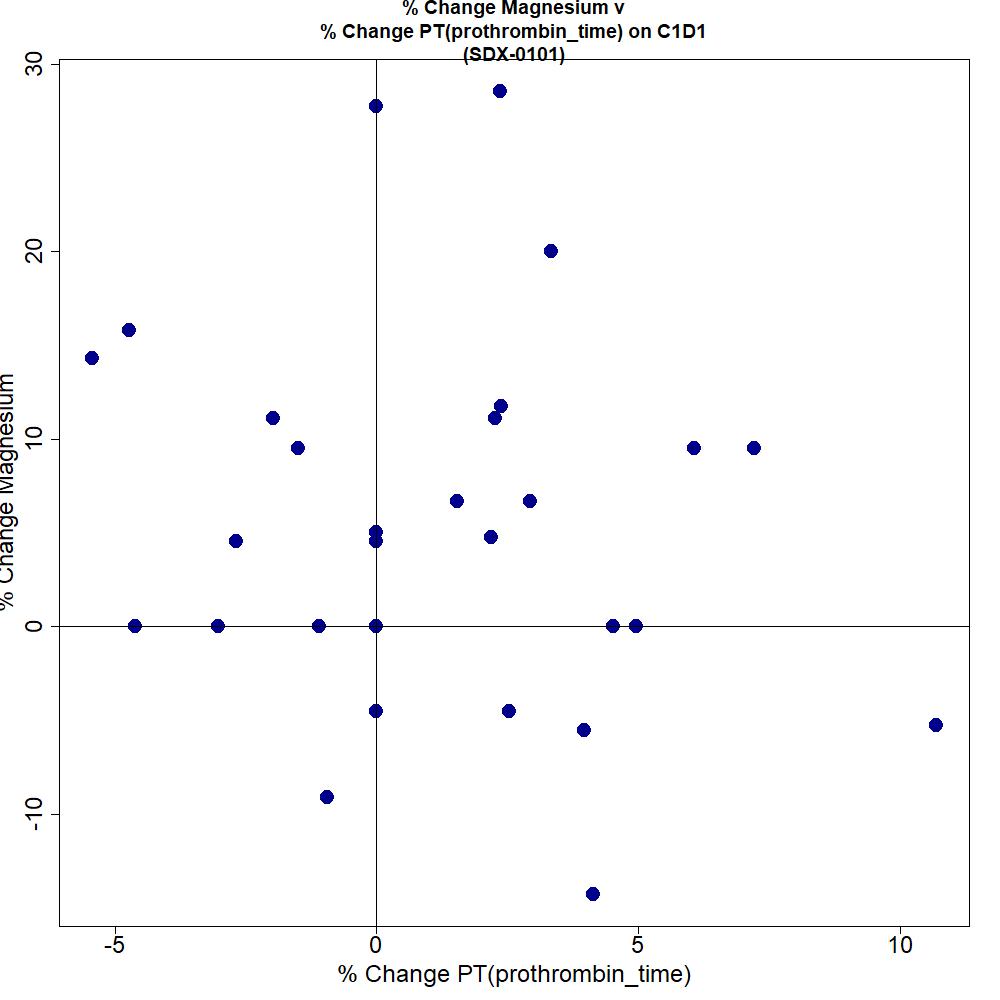 % Change Magnesium v
% Change PT(prothrombin_time) on C1D1
(SDX-0101)
30
20
10
0
-10
% Change Magnesium
-5
0
5
10
% Change PT(prothrombin_time)